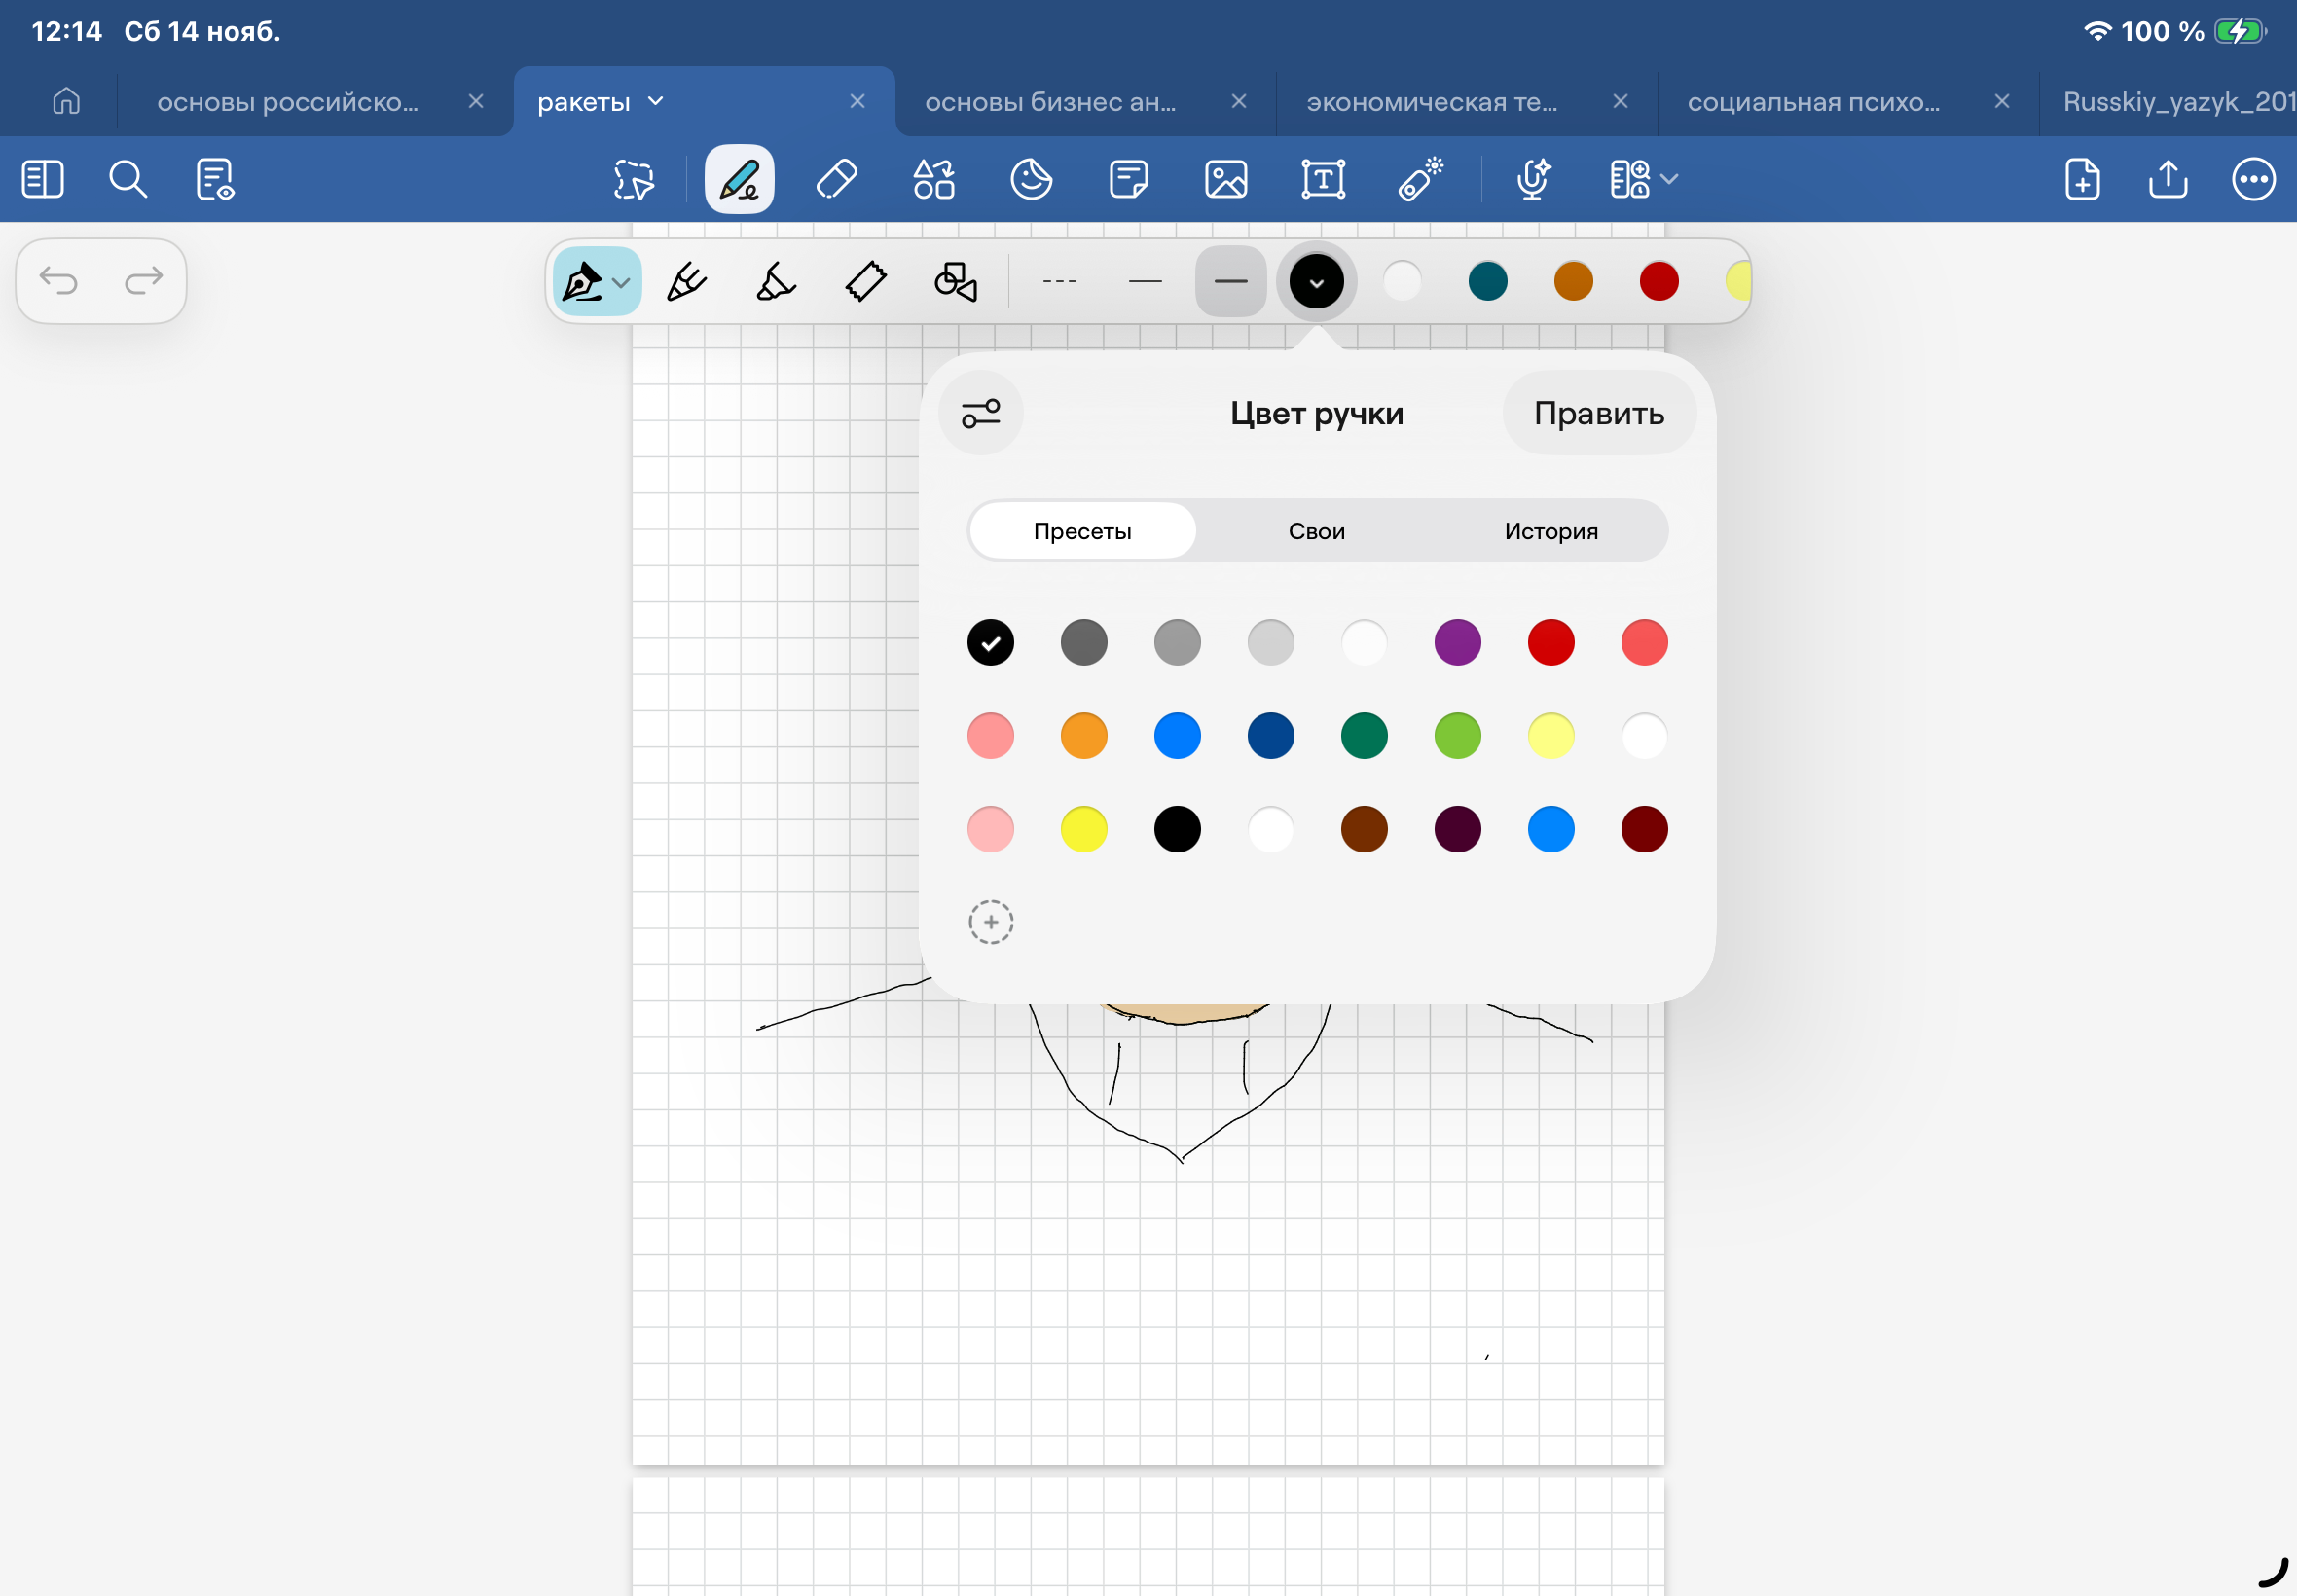 12:14 Сб 14 нояб. 100 %
основы российско... ракеты основы бизнес ан... экономическая те... социальная психо... Russkiy_yazyk_201
Цвет ручки Править
Пресеты Свои История